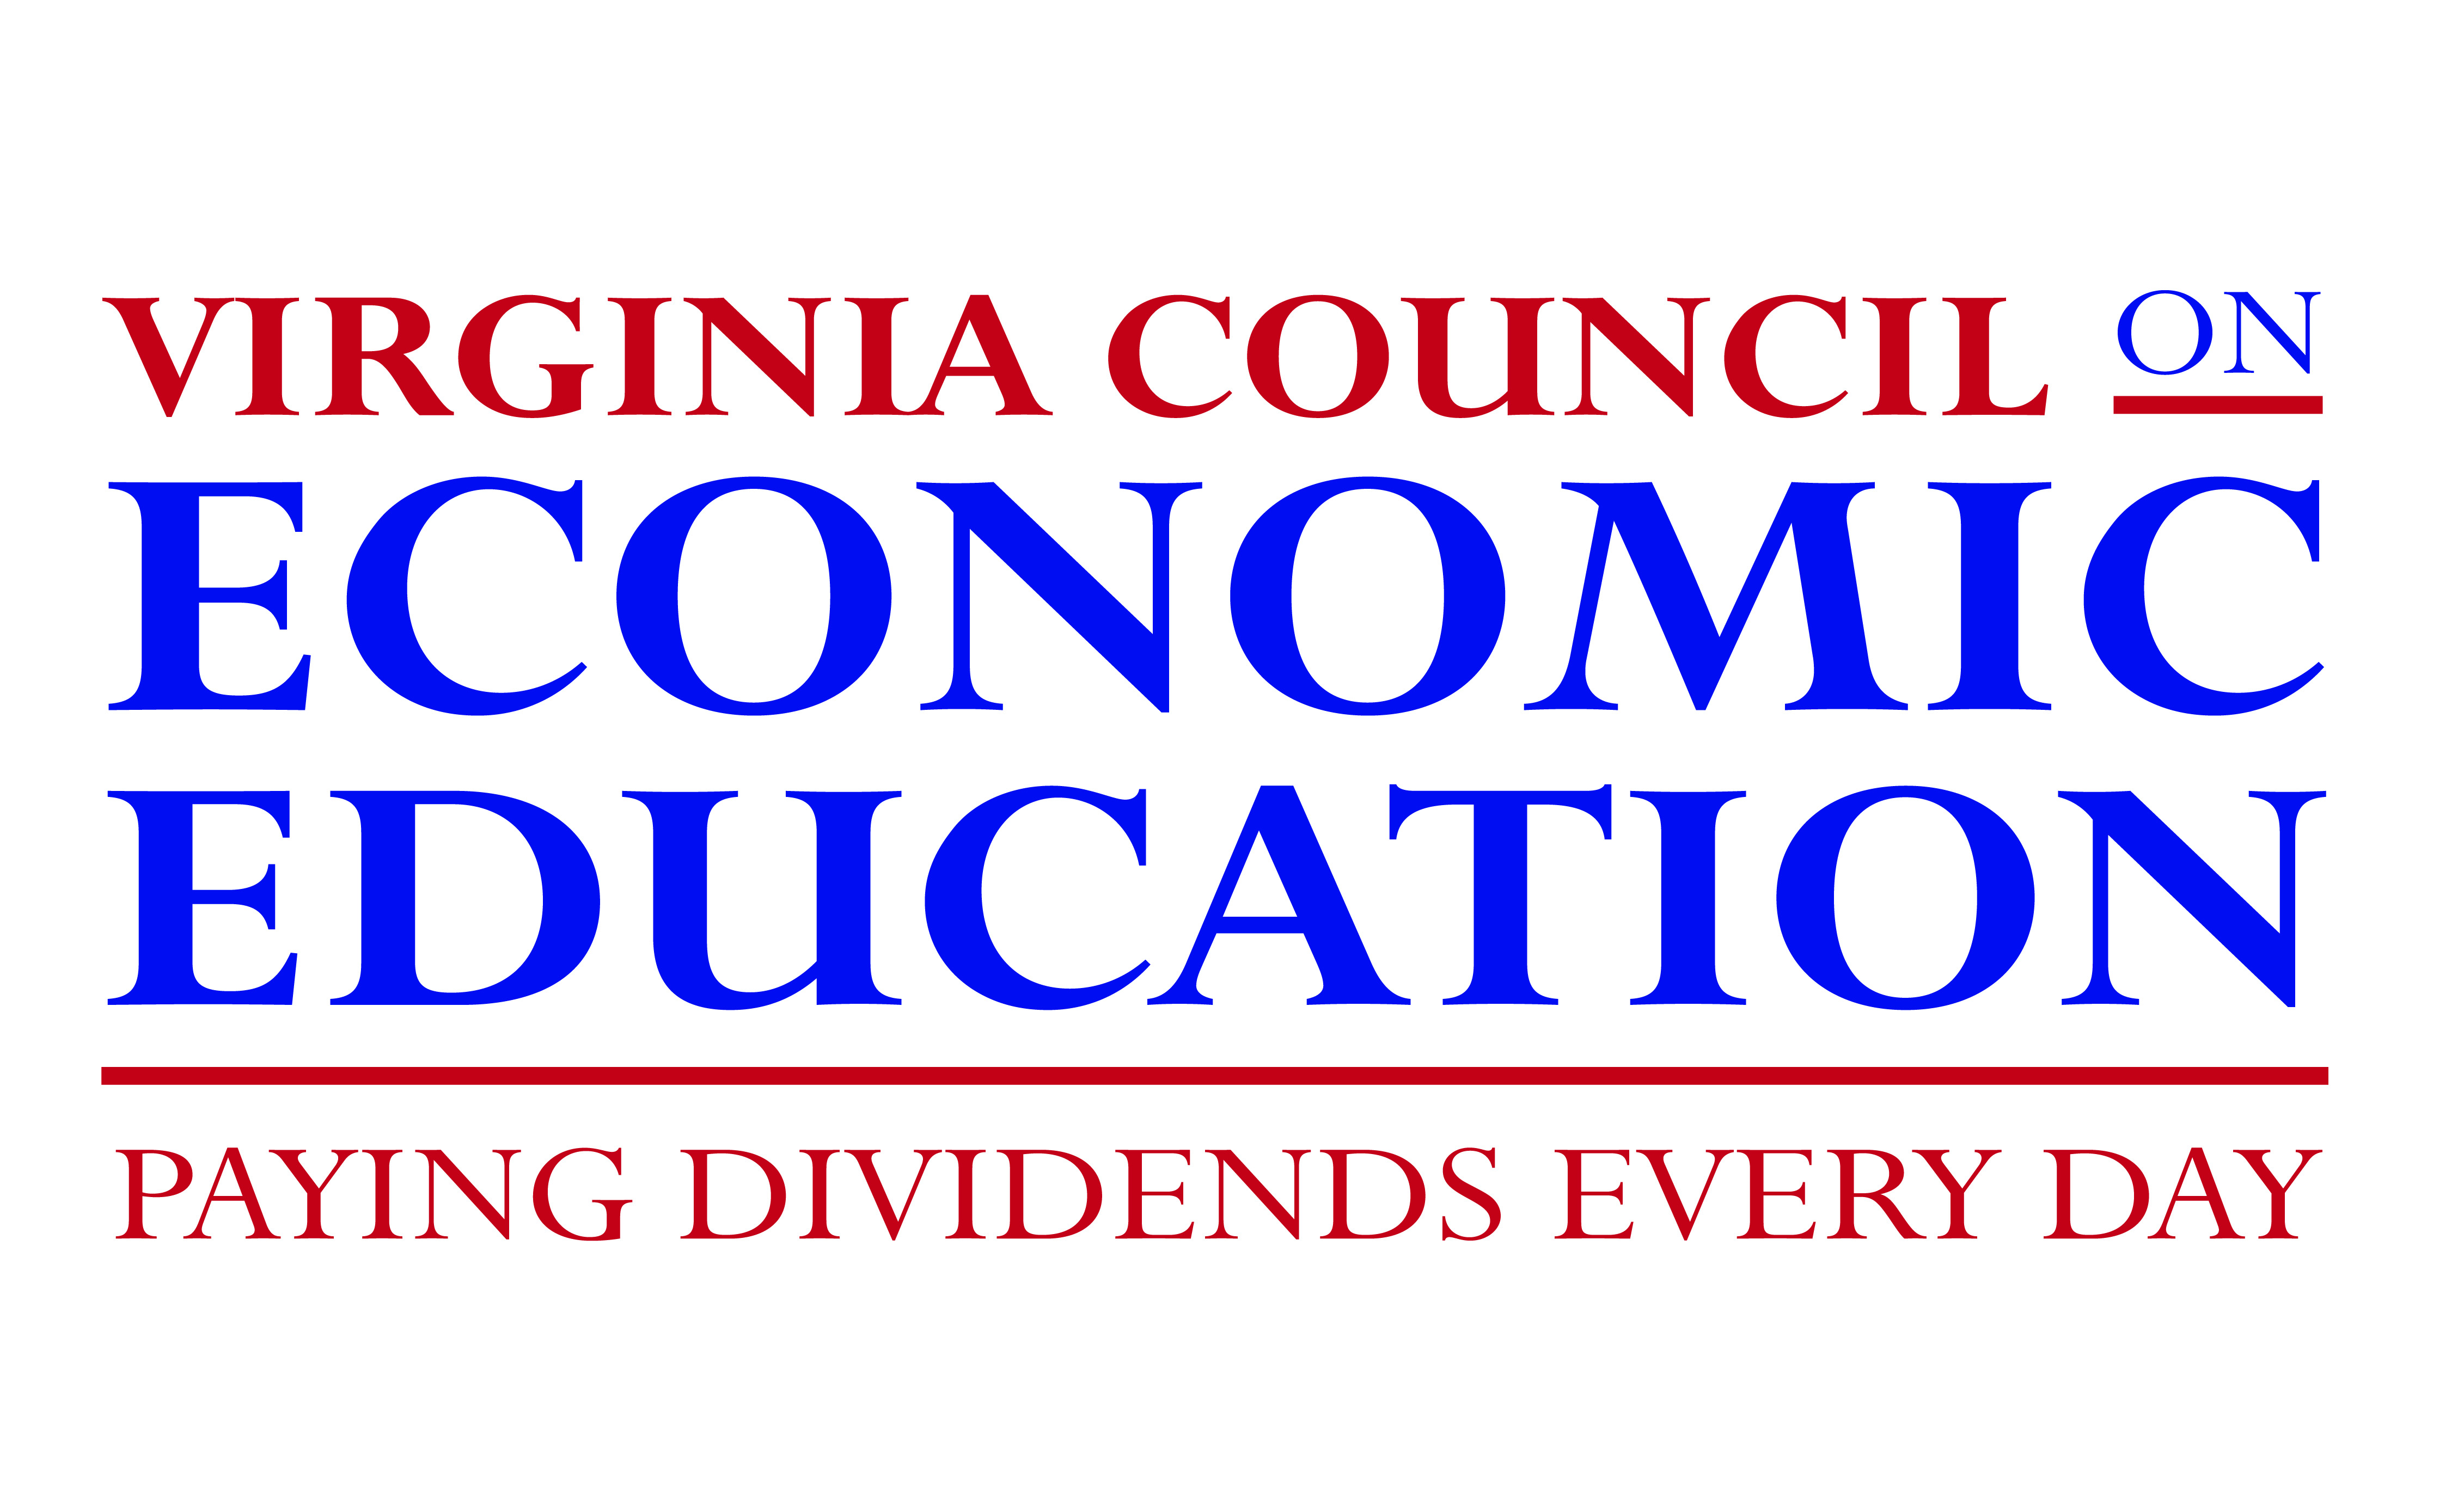 VIRGINIA COUNCIL ON
ECONOMIC
EDUCATION
PAYING DIVIDENDS EVERY DAY